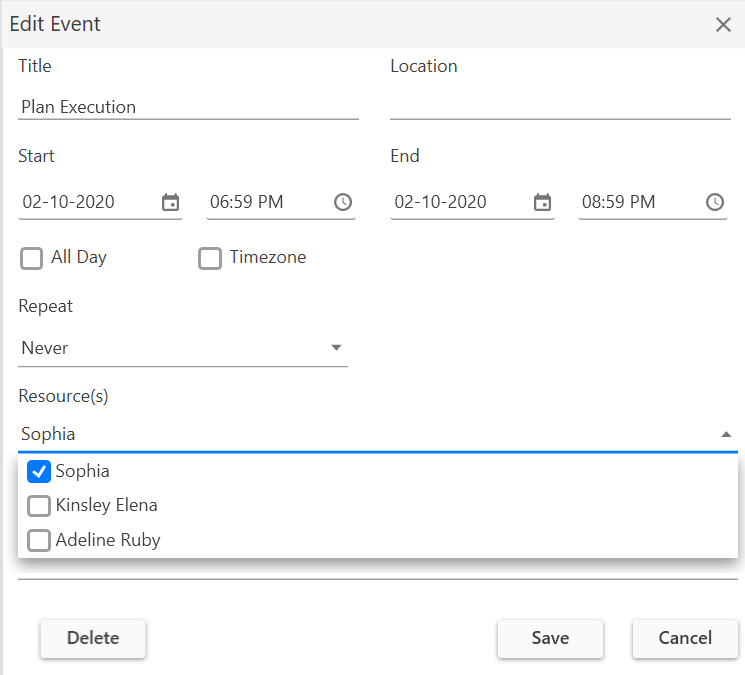 Edit Event
Title Location
Plan Execution
Start End
02-10-2020 06:59 PM 02-10-2020 08:59 PM
All Day Timezone
Repeat
Never
Resource(s)
Sophia
Sophia
Kinsley Elena
Adeline Ruby
Delete Save Cancel